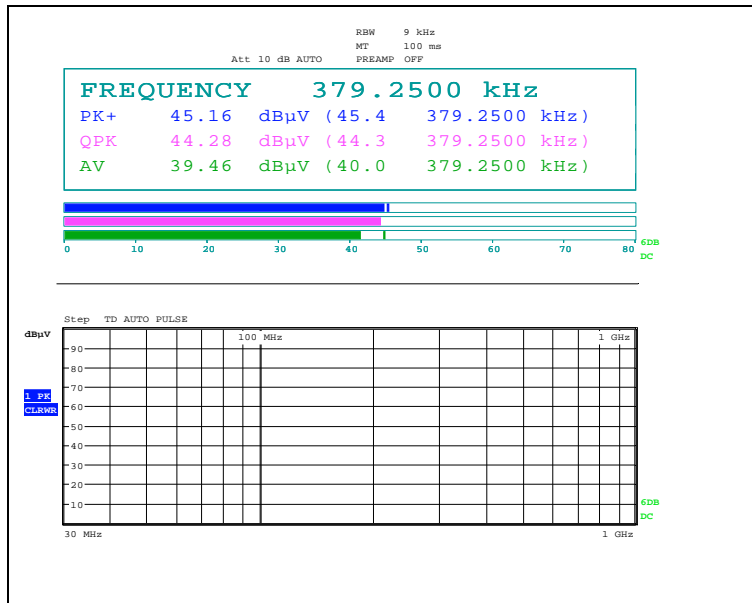 RBW 9 kHz
MT 100 ms
Att 10 dB AUTO PREAMP OFF
FREQUENCY 379.2500 kHz
PK+ 45.16 dBµV (45.4 379.2500 kHz)
QPK 44.28 dBµV (44.3 379.2500 kHz)
AV 39.46 dBµV (40.0 379.2500 kHz)
0 10 20 30 40 50 60 70 80
6DB
DC
Step TD AUTO PULSE
dBµV
100 MHz 1 GHz
90
80
70
1 PK
CLRWR
60
50
40
30
20
10
6DB
DC
30 MHz 1 GHz